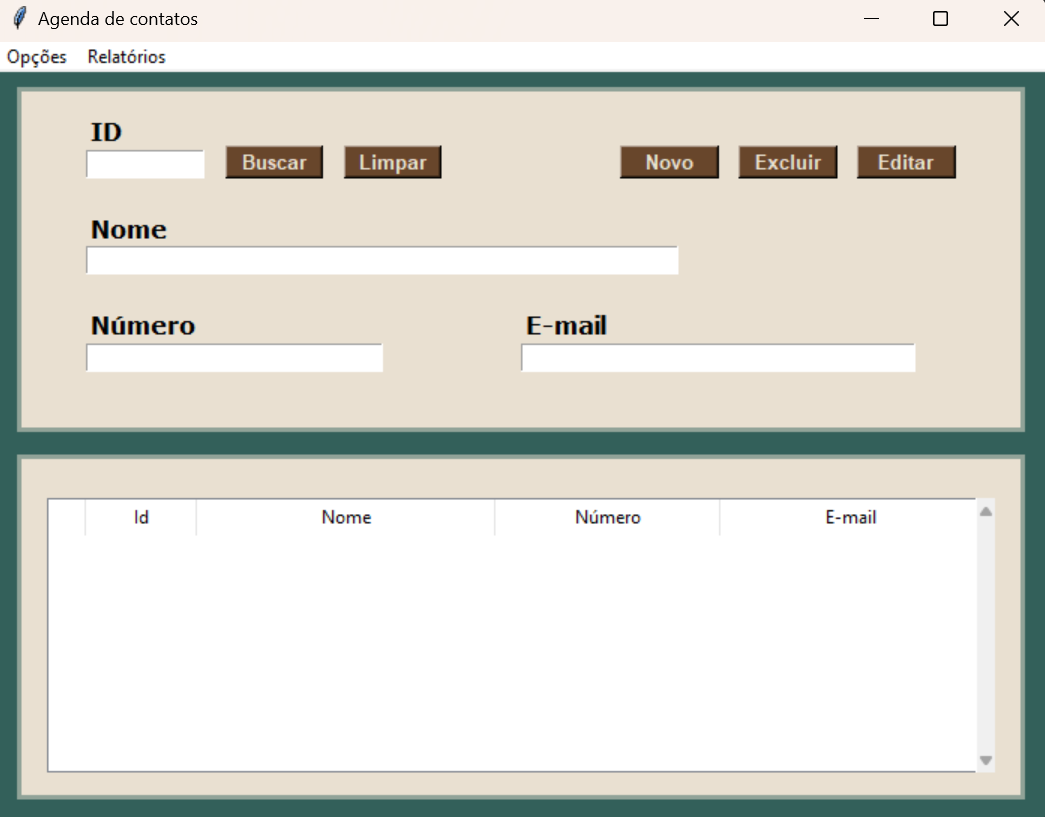 Agenda de contatos
Opções Relatórios
ID
Buscar Limpar Novo Excluir Editar
Nome
Número E-mail
Id Nome Número E-mail